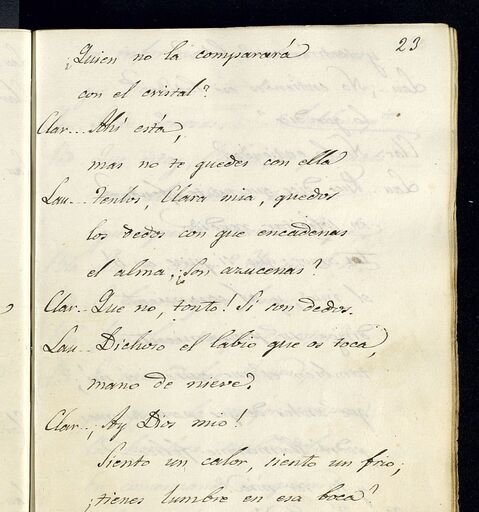 23
¿Quien no la comparará
con el cristal?
Clar.. Ahí está,
mas no te quedes con ella
Lau.. Tenlos, Clara mia, quedos
los dedos con que encadenas
el alma. ¿Son azucenas?
Clar.. Que no, tonto! Si son dedos.
Lau.. Dichoso el labio que os toca,
mano de nieve.
Clar.. ¡Ay Dios mio!
Siento un calor, siento un frio;
¿tienes lumbre en esa boca?